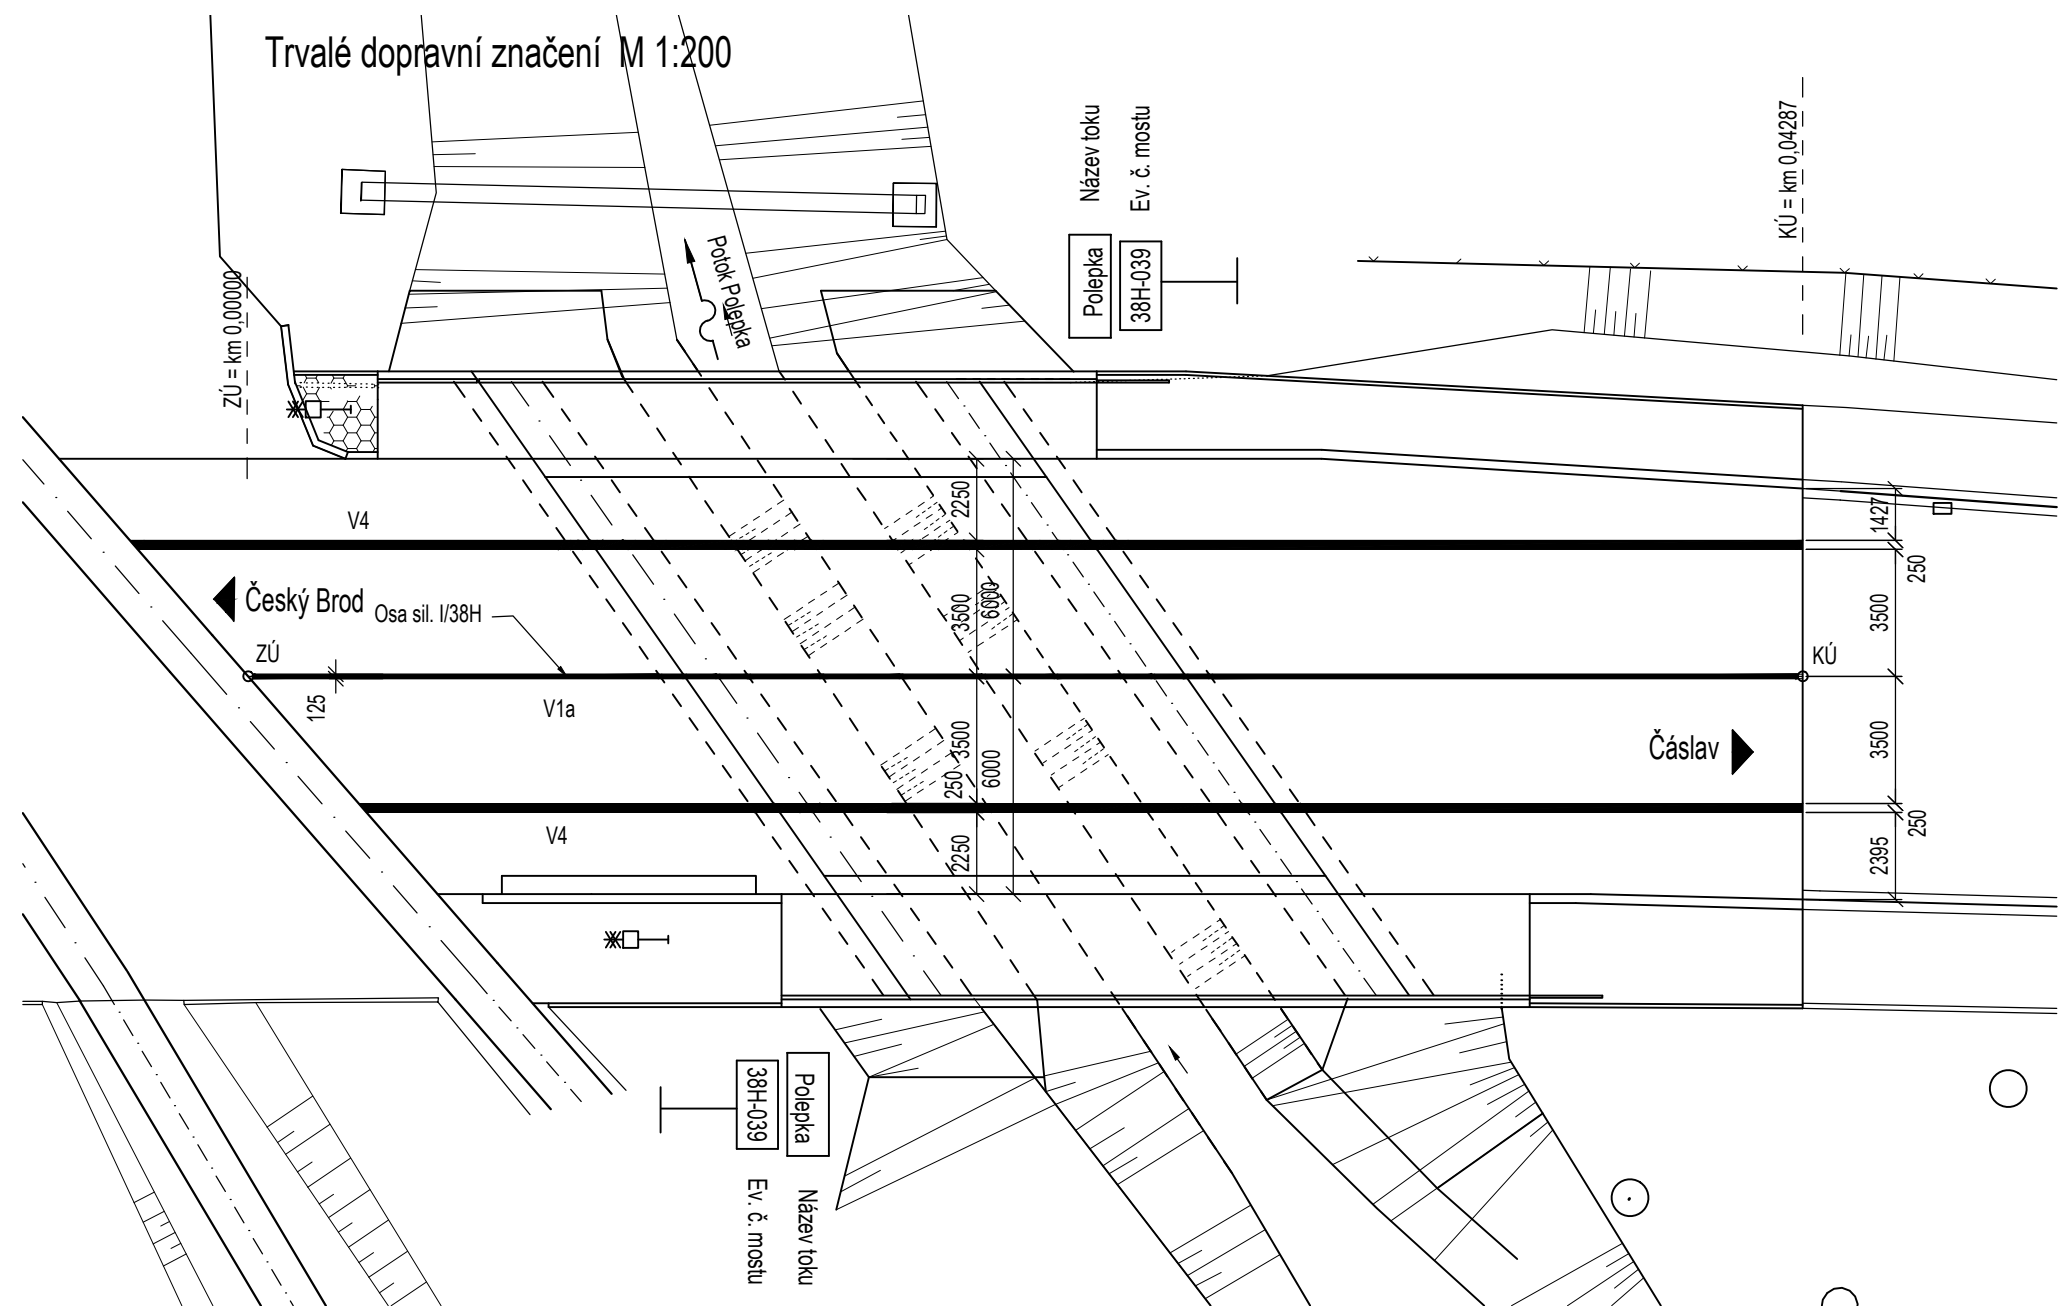 Trvalé dopravní značení M 1:200
Název toku
Ev. č. mostu
Polepka
38H-039
KÚ = km 0,04287
ZÚ = km 0,00000
Potok Polepka
V4
2250
1427
250
Český Brod
Osa sil. I/38H
3500
6000
3500
ZÚ
KÚ
125
V1a
3500
6000
250
3500
Čáslav
V4
2250
250
2395
Polepka
38H-039
Název toku
Ev. č. mostu